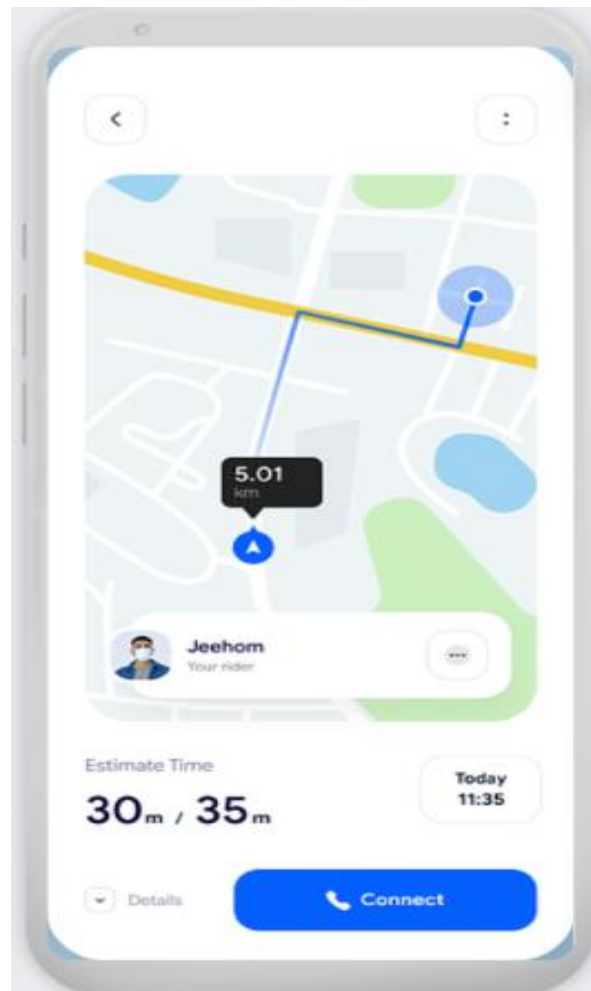 5.01
km
Jeehom
Your rider
Estimate Time
30m / 35m
Today
11:35
Details
Connect